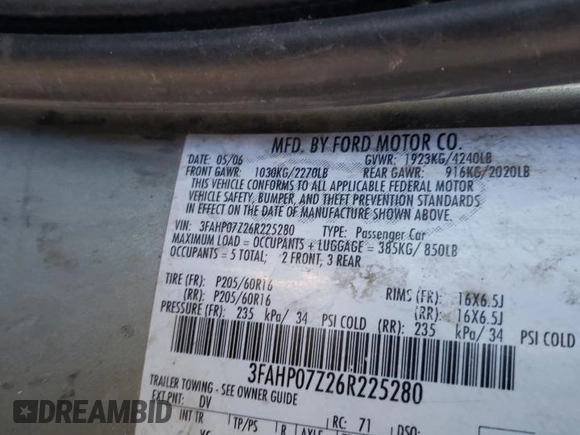 MFD. BY FORD MOTOR CO.
DATE: 05/06 GVWR: 1923KG/4240LB
FRONT GAWR: 1030KG/2270LB REAR GAWR: 916KG/2020LB
THIS VEHICLE CONFORMS TO ALL APPLICABLE FEDERAL MOTOR
VEHICLE SAFETY, BUMPER, AND THEFT PREVENTION STANDARDS
IN EFFECT ON THE DATE OF MANUFACTURE SHOWN ABOVE.
VIN: 3FAHP07Z26R225280 TYPE: Passenger Car
MAXIMUM LOAD = OCCUPANTS + LUGGAGE = 385KG/ 850LB
OCCUPANTS = 5 TOTAL; 2 FRONT, 3 REAR
TIRE (FR): P205/60R16 RIMS (FR): 16X6.5J
(RR): P205/60R16 (RR): 16X6.5J
PRESSURE (FR): 235 kPa/ 34 PSI COLD (RR): 235 kPa/ 34 PSI COLD
3FAHP07Z26R225280
TRAILER TOWING - SEE OWNER GUIDE
EXT PNT: DV RC: 71 DSO:
INT TR TP/PS R AXLE
DREAMBID